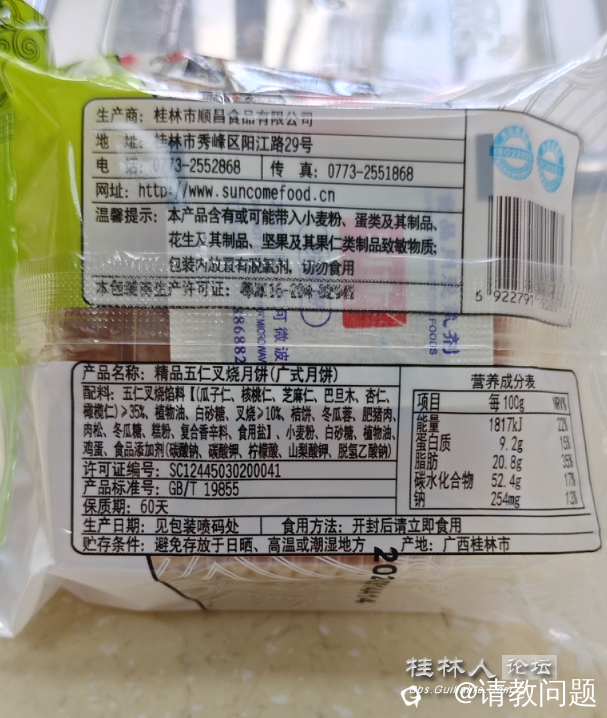 生产商：桂林市顺昌食品有限公司
地 址：桂林市秀峰区阳江路29号
电 话：0773-2552868 传 真：0773-2551868
网址：http://www.suncomefood.cn
温馨提示：本产品含有或可能带入小麦粉、蛋类及其制品、
花生及其制品、坚果及其果仁类制品致敏物质；
包装内放置有脱氧剂，切勿食用
本包装袋生产许可证：
5 922791
可微波
FOODS
产品名称：精品五仁叉烧月饼(广式月饼)
配料：五仁叉烧馅料【(瓜子仁、核桃仁、芝麻仁、巴旦木、杏仁、
橄榄仁)≥35%、植物油、白砂糖、叉烧≥10%、桔饼、冬瓜蓉、肥猪肉、
肉松、冬瓜糖、糕粉、复合香辛料、食用盐】、小麦粉、白砂糖、植物油、
鸡蛋、食品添加剂(碳酸钠、碳酸钾、柠檬酸、山梨酸钾、脱氢乙酸钠)
许可证编号：SC12445030200041
产品标准号：GB/T 19855
保质期：60天
生产日期：见包装喷码处 食用方法：开封后请立即食用
贮存条件：避免存放于日晒、高温或潮湿地方 产地：广西桂林市
营养成分表
项目 每100g NRV%
能量 1817kJ 22%
蛋白质 9.2g 15%
脂肪 20.8g 35%
碳水化合物 52.4g 17%
钠 254mg 13%
桂林人论坛
@请教问题